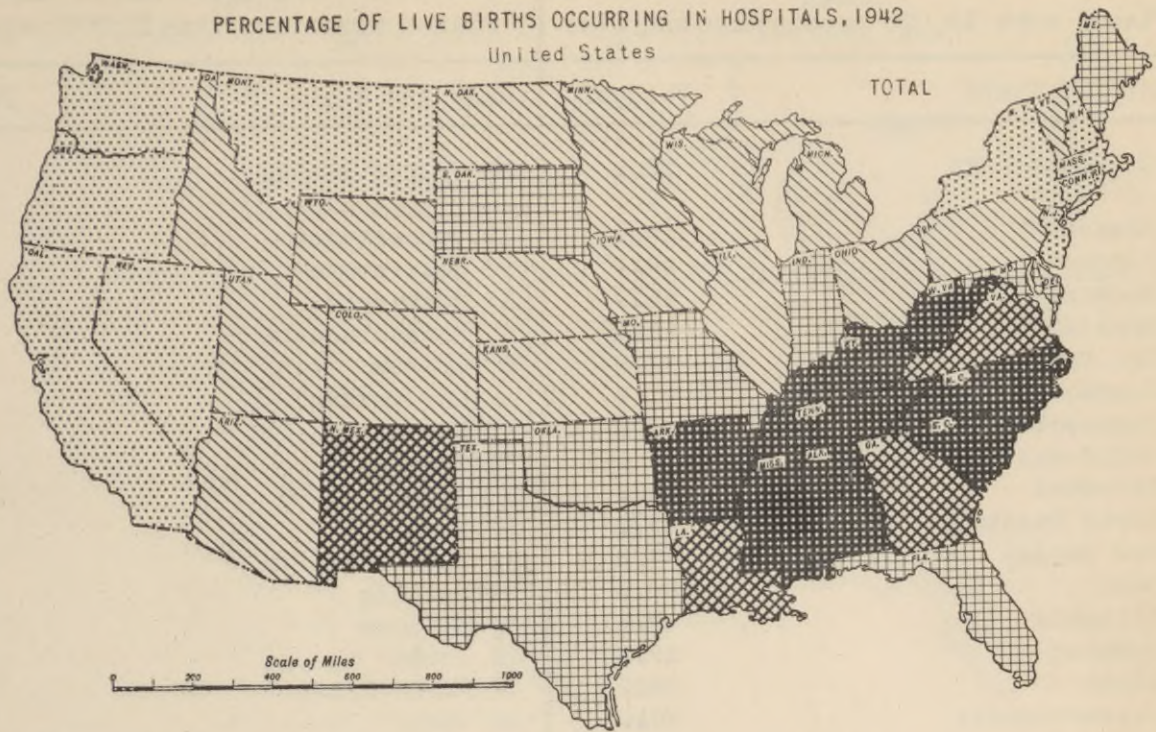 PERCENTAGE OF LIVE BIRTHS OCCURRING IN HOSPITALS, 1942
United States
TOTAL
WASH.
MONT.
N. DAK.
MINN.
ME.
N. Y.
VT.
N.H.
ORE.
WIS.
MICH.
MASS.
CONN.
S. DAK.
WYO.
IOWA
N.J.
PA.
CAL.
NEV.
UTAH
NEBR.
ILL.
IND.
OHIO
MD.
DEL.
W. VA.
VA.
COLO.
KANS.
MO.
KY.
N. C.
ARIZ.
N. MEX.
TEX.
OKLA.
ARK.
TENN.
S. C.
MISS.
ALA.
GA.
LA.
FLA.
Scale of Miles
0 200 400 600 800 1000